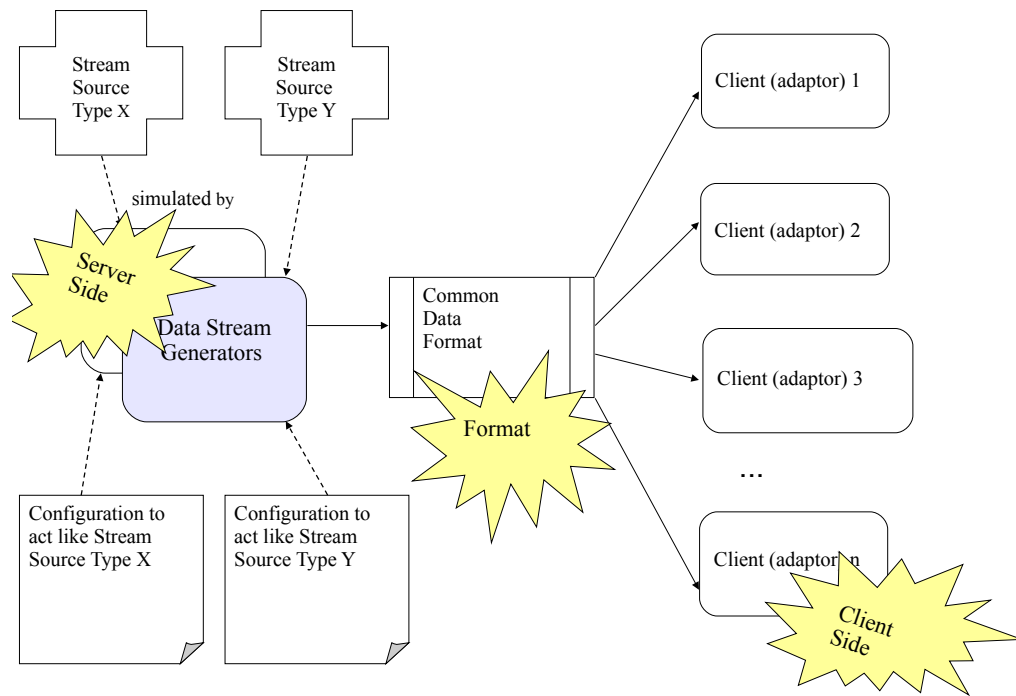 Stream
Source
Type X
Stream
Source
Type Y
Client (adaptor) 1
simulated by
Client (adaptor) 2
Server
Side
Data Stream
Generators
Common
Data
Format
Client (adaptor) 3
Format
...
Configuration to
act like Stream
Source Type X
Configuration to
act like Stream
Source Type Y
Client (adaptor) n
Client
Side